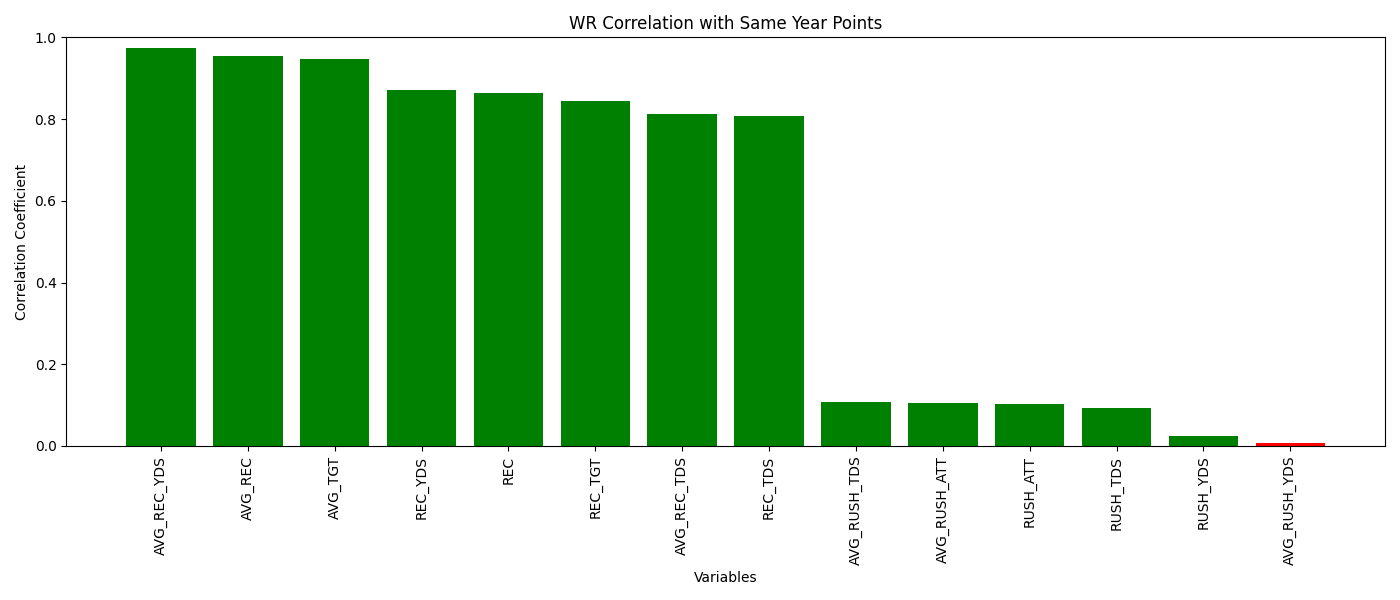 WR Correlation with Same Year Points
Correlation Coefficient
1.0
0.8
0.6
0.4
0.2
0.0
AVG_REC_YDS
AVG_REC
AVG_TGT
REC_YDS
REC
REC_TGT
AVG_REC_TDS
REC_TDS
AVG_RUSH_TDS
AVG_RUSH_ATT
RUSH_ATT
RUSH_TDS
RUSH_YDS
AVG_RUSH_YDS
Variables